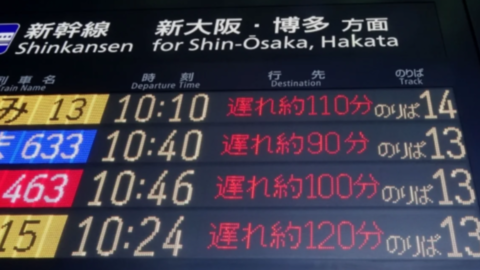 新幹線 新大阪・博多 方面
Shinkansen for Shin-Ōsaka, Hakata
列車名 時刻 行先 のりば
Train Name Departure Time Destination Track
み 13 10:10 遅れ約110分 のりば 14
633 10:40 遅れ約90分 のりば 13
463 10:46 遅れ約100分 のりば 13
15 10:24 遅れ約120分 のりば 13